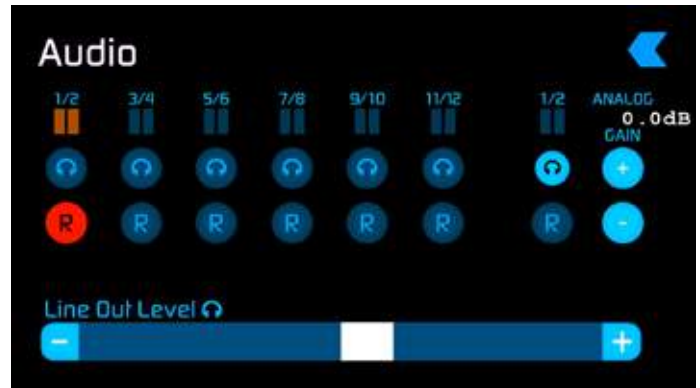 Audio
1/2 3/4 5/6 7/8 9/10 11/12 1/2 ANALOG
0.0dB
GAIN
+
R R R R R R R -
Line Out Level
- +